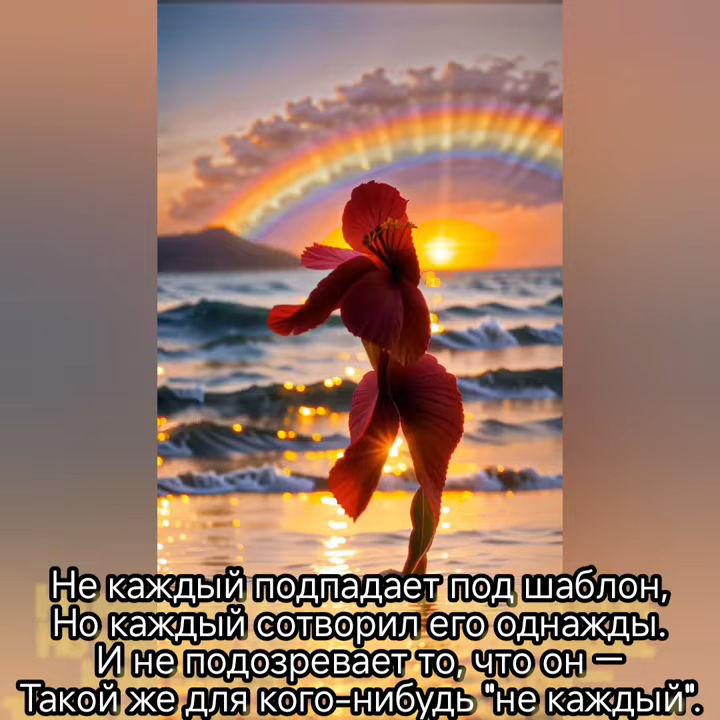 Не каждый подпадает под шаблон,
Но каждый сотворил его однажды.
И не подозревает то, что он —
Такой же для кого-нибудь "не каждый".